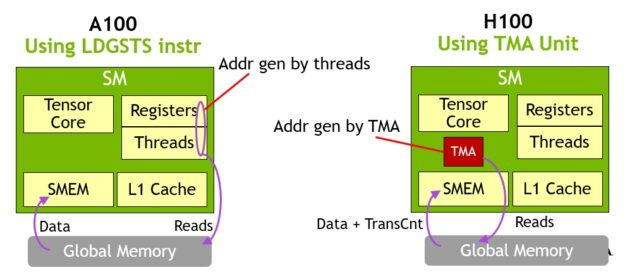 A100
Using LDGSTS instr
Addr gen by threads
SM
Tensor
Core
Registers
Threads
SMEM
L1 Cache
Data
Reads
Global Memory
H100
Using TMA Unit
Addr gen by TMA
SM
Tensor
Core
Registers
Threads
TMA
SMEM
L1 Cache
Data + TransCnt
Reads
Global Memory